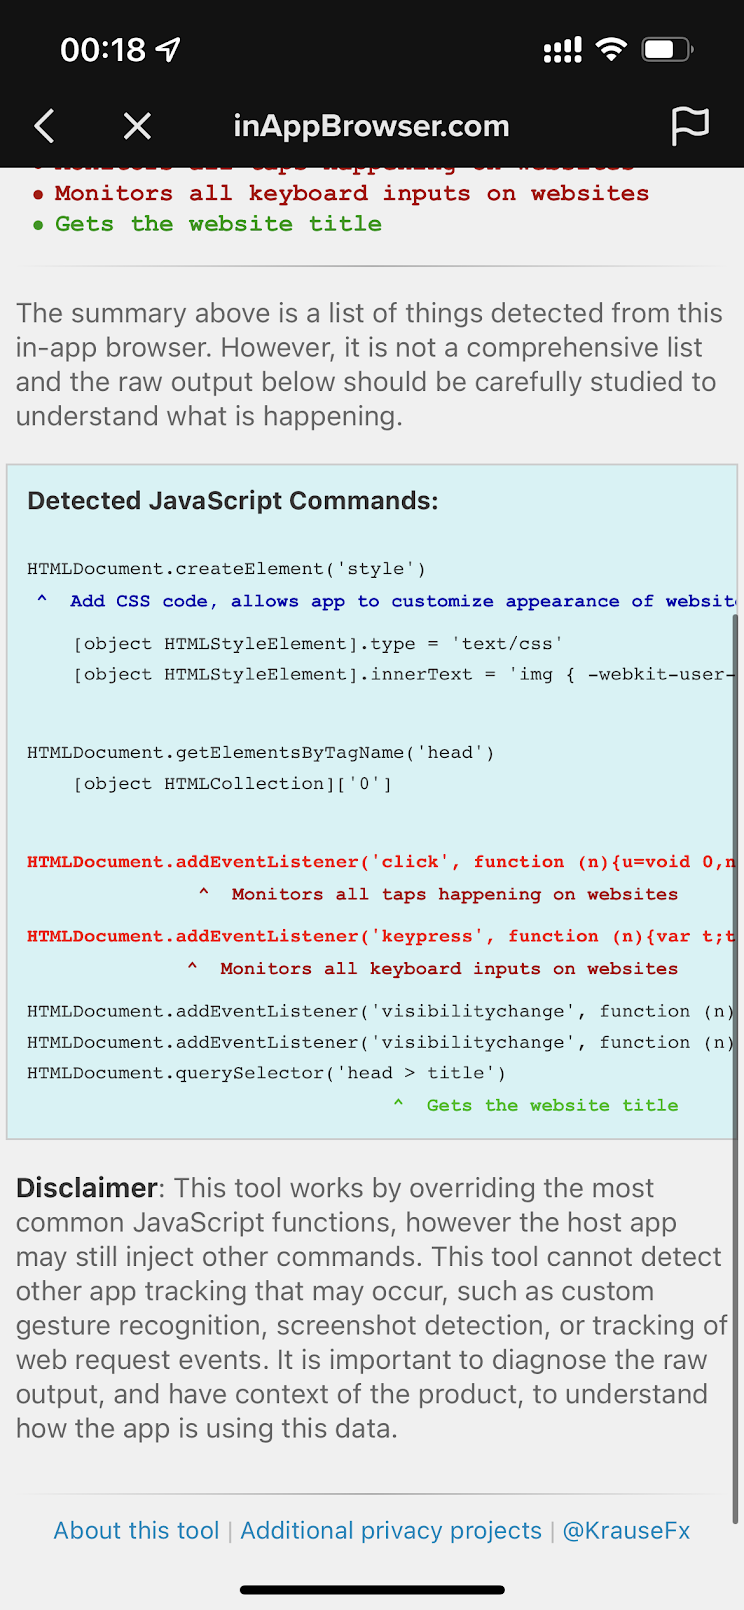 00:18
inAppBrowser.com
• Monitors all taps happening on websites
• Monitors all keyboard inputs on websites
• Gets the website title
The summary above is a list of things detected from this
in-app browser. However, it is not a comprehensive list
and the raw output below should be carefully studied to
understand what is happening.
Detected JavaScript Commands:
HTMLDocument.createElement('style')
^ Add CSS code, allows app to customize appearance of website
[object HTMLStyleElement].type = 'text/css'
[object HTMLStyleElement].innerText = 'img { -webkit-user-
HTMLDocument.getElementsByTagName('head')
[object HTMLCollection]['0']
HTMLDocument.addEventListener('click', function (n){u=void 0,n
^ Monitors all taps happening on websites
HTMLDocument.addEventListener('keypress', function (n){var t;t
^ Monitors all keyboard inputs on websites
HTMLDocument.addEventListener('visibilitychange', function (n)
HTMLDocument.addEventListener('visibilitychange', function (n)
HTMLDocument.querySelector('head > title')
^ Gets the website title
Disclaimer: This tool works by overriding the most
common JavaScript functions, however the host app
may still inject other commands. This tool cannot detect
other app tracking that may occur, such as custom
gesture recognition, screenshot detection, or tracking of
web request events. It is important to diagnose the raw
output, and have context of the product, to understand
how the app is using this data.
About this tool | Additional privacy projects | @KrauseFx